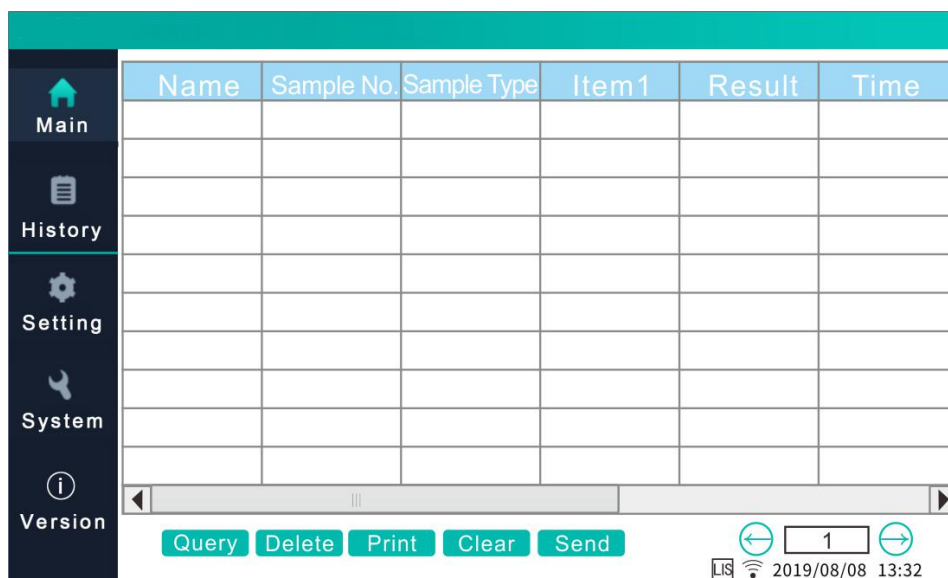 Main
History
Setting
System
Version
Name Sample No. Sample Type Item1 Result Time
Query Delete Print Clear Send
1
LIS 2019/08/08 13:32